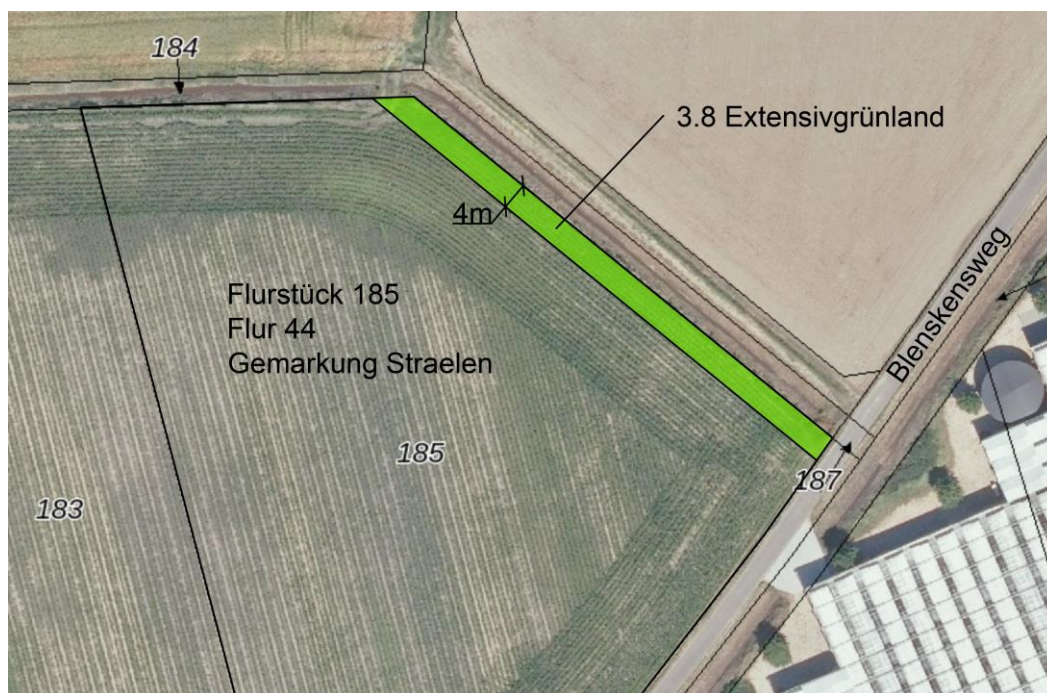 184
3.8 Extensivgrünland
4m
Blenskensweg
Flurstück 185
Flur 44
Gemarkung Straelen
185
187
183